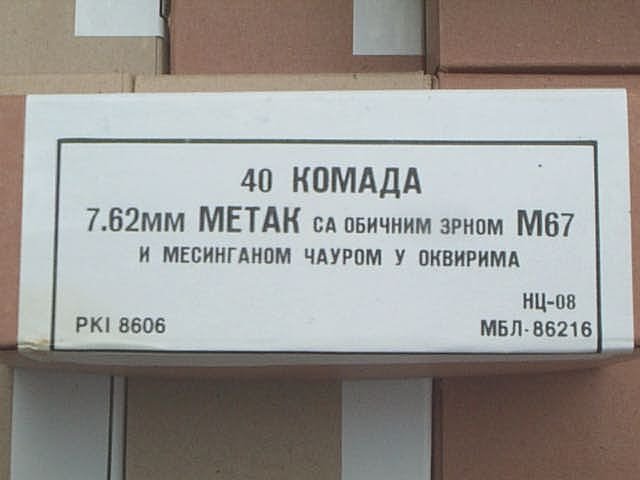 40 КОМАДА
7.62мм МЕТАК СА ОБИЧНИМ ЗРНОМ М67
И МЕСИНГАНОМ ЧАУРОМ У ОКВИРИМА
НЦ-08
PKI 8606
МБЛ-86216